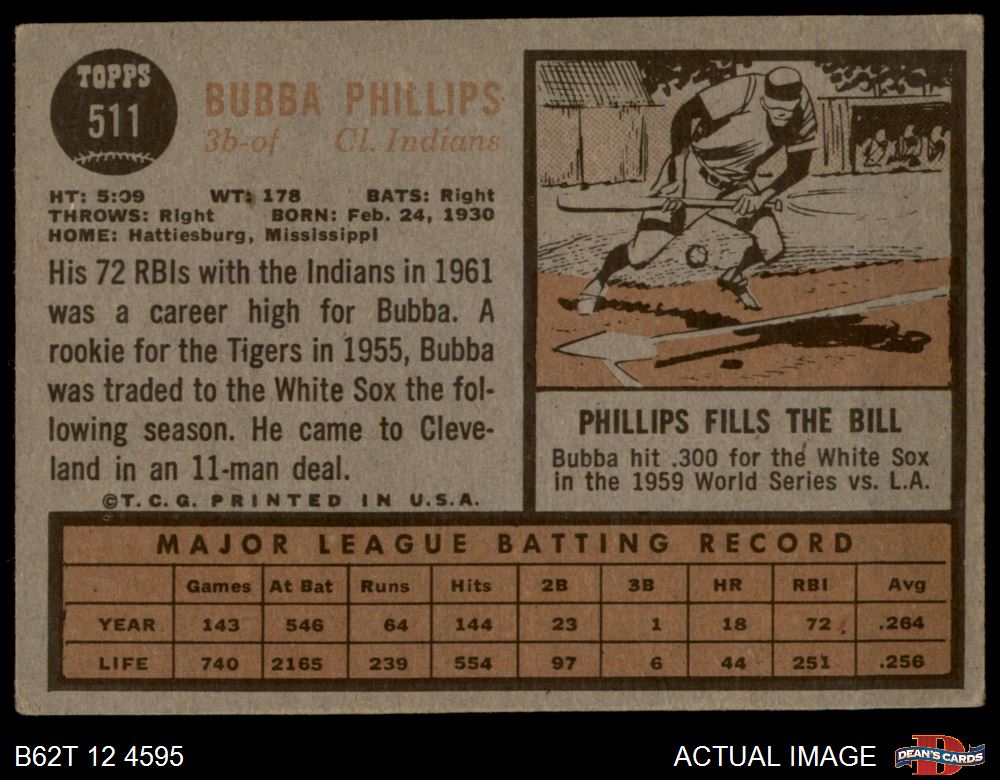 TOPPS
511
BUBBA PHILLIPS
3b-of Cl. Indians
HT: 5:09 WT: 178 BATS: Right
THROWS: Right BORN: Feb. 24, 1930
HOME: Hattiesburg, Mississippi
His 72 RBIs with the Indians in 1961
was a career high for Bubba. A
rookie for the Tigers in 1955, Bubba
was traded to the White Sox the fol-
lowing season. He came to Cleve-
land in an 11-man deal.
©T.C.G. PRINTED IN U.S.A.
PHILLIPS FILLS THE BILL
Bubba hit .300 for the White Sox
in the 1959 World Series vs. L.A.
MAJOR LEAGUE BATTING RECORD
Games At Bat Runs Hits 2B 3B HR RBI Avg
YEAR 143 546 64 144 23 1 18 72 .264
LIFE 740 2165 239 554 97 6 44 251 .256
B62T 12 4595
ACTUAL IMAGE
D
DEAN'S CARDS